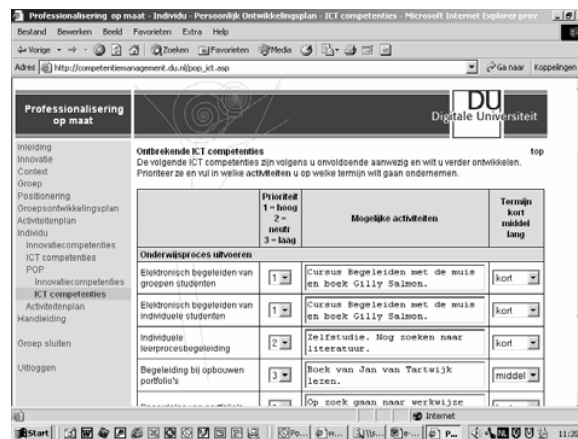 Professionalisering op maat - Individu - Persoonlijk Ontwikkelingsplan - ICT competenties - Microsoft Internet Explorer prov
Bestand Bewerken Beeld Favorieten Extra Help
Vorige Zoeken Favorieten Media
Adres http://competentiemanagement.du.nl/pop_ict.asp Ga naar Koppelingen
Professionalisering
op maat
DU
Digitale Universiteit
Inleiding
Innovatie
Context
Groep
Positionering
Groepsontwikkelingsplan
Activiteitenplan
Individu
Innovatiecompetenties
ICT competenties
POP
Innovatiecompetenties
ICT competenties
Activiteitenplan
Handleiding
Groep sluiten
Uitloggen
Ontbrekende ICT competenties top
De volgende ICT competenties zijn volgens u onvoldoende aanwezig en wilt u verder ontwikkelen.
Prioriteer ze en vul in welke activiteiten u op welke termijn wilt gaan ondernemen.
Prioriteit
1 = hoog
2 =
neutr
3 = laag
Mogelijke activiteiten
Termijn
kort
middel
lang
Onderwijsproces uitvoeren
Elektronisch begeleiden van
groepen studenten
1
Cursus Begeleiden met de muis
en boek Gilly Salmon.
kort
Elektronisch begeleiden van
individuele studenten
1
Cursus Begeleiden met de muis
en boek Gilly Salmon.
kort
Individuele
leerprocesbegeleiding
2
Zelfstudie. Nog zoeken naar
literatuur.
kort
Begeleiding bij opbouwen
portfolio's
3
Boek van Jan van Tartwijk
lezen.
middel
Op zoek gaan naar werkwijze
Internet
Start